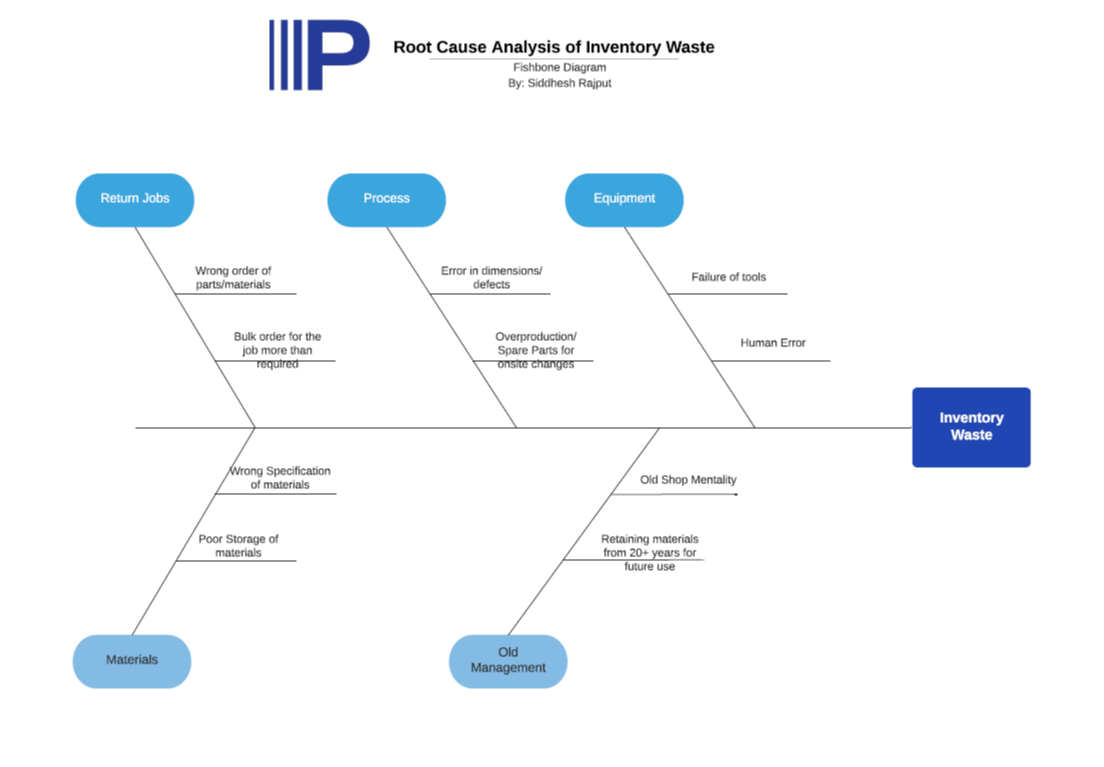 P
Root Cause Analysis of Inventory Waste
Fishbone Diagram
By: Siddhesh Rajput
Return Jobs
Process
Equipment
Wrong order of
parts/materials
Error in dimensions/
defects
Failure of tools
Bulk order for the
job more than
required
Overproduction/
Spare Parts for
onsite changes
Human Error
Inventory
Waste
Wrong Specification
of materials
Old Shop Mentality
Poor Storage of
materials
Retaining materials
from 20+ years for
future use
Materials
Old
Management